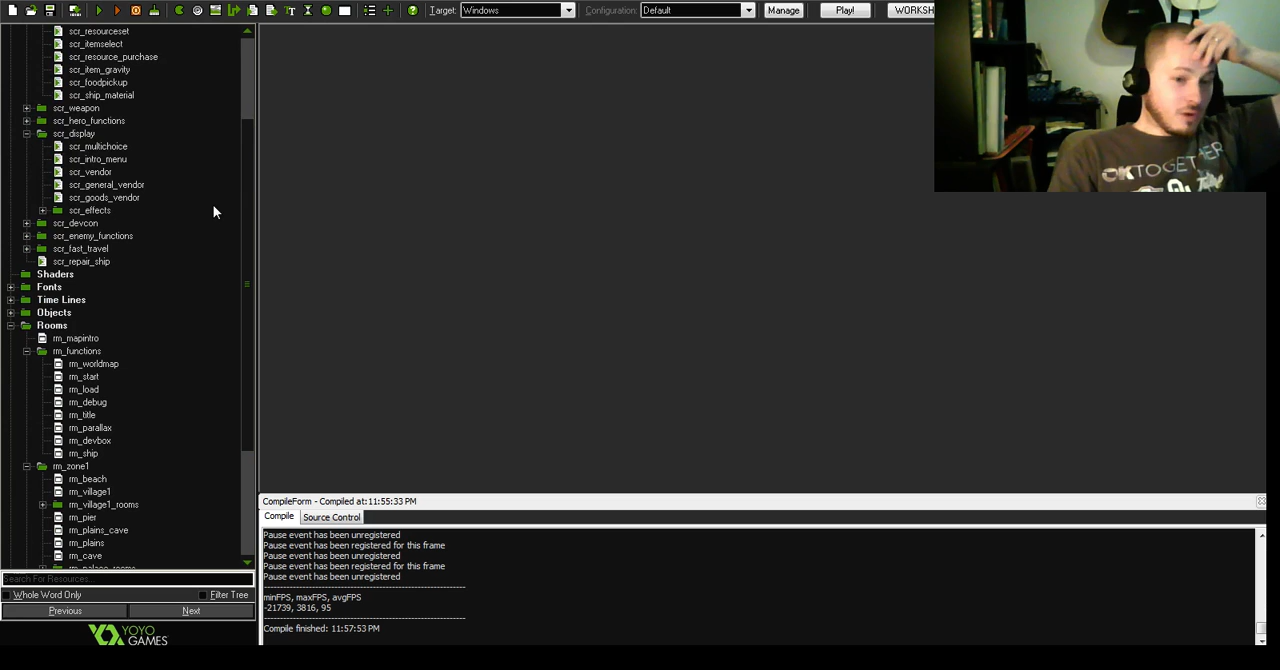 Target: Windows Configuration: Default Manage Play! WORKSH
scr_resourceset
scr_itemselect
scr_resource_purchase
scr_item_gravity
scr_foodpickup
scr_ship_material
scr_weapon
scr_hero_functions
scr_display
scr_multichoice
scr_intro_menu
scr_vendor
scr_general_vendor
scr_goods_vendor
scr_effects
scr_devcon
scr_enemy_functions
scr_fast_travel
scr_repair_ship
Shaders
Fonts
Time Lines
Objects
Rooms
rm_mapintro
rm_functions
rm_worldmap
rm_start
rm_load
rm_debug
rm_title
rm_parallax
rm_devbox
rm_ship
rm_zone1
rm_beach
rm_village1
rm_village1_rooms
rm_pier
rm_plains_cave
rm_plains
rm_cave
rm_palace_rooms
Search For Resources...
Whole Word Only Filter Tree
Previous Next
YOYO
GAMES
CompileForm - Compiled at:11:55:33 PM
Compile Source Control
Pause event has been unregistered
Pause event has been registered for this frame
Pause event has been unregistered
Pause event has been registered for this frame
Pause event has been unregistered
minFPS, maxFPS, avgFPS
-21739, 3816, 95
Compile finished: 11:57:53 PM
OKTOGETHER